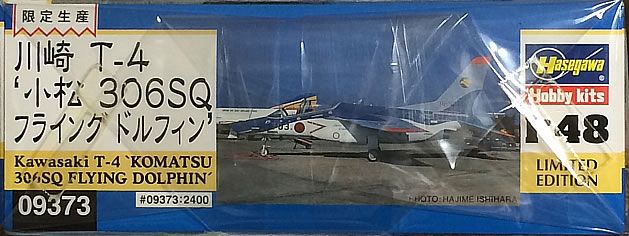 限定生産
川崎 T-4
'小松 306SQ
フライングドルフィン'
Kawasaki T-4 'KOMATSU
306SQ FLYING DOLPHIN'
09373
#09373:2400
PHOTO: HAJIME ISHIHARA
Hasegawa
Hobby kits
1:48
LIMITED
EDITION